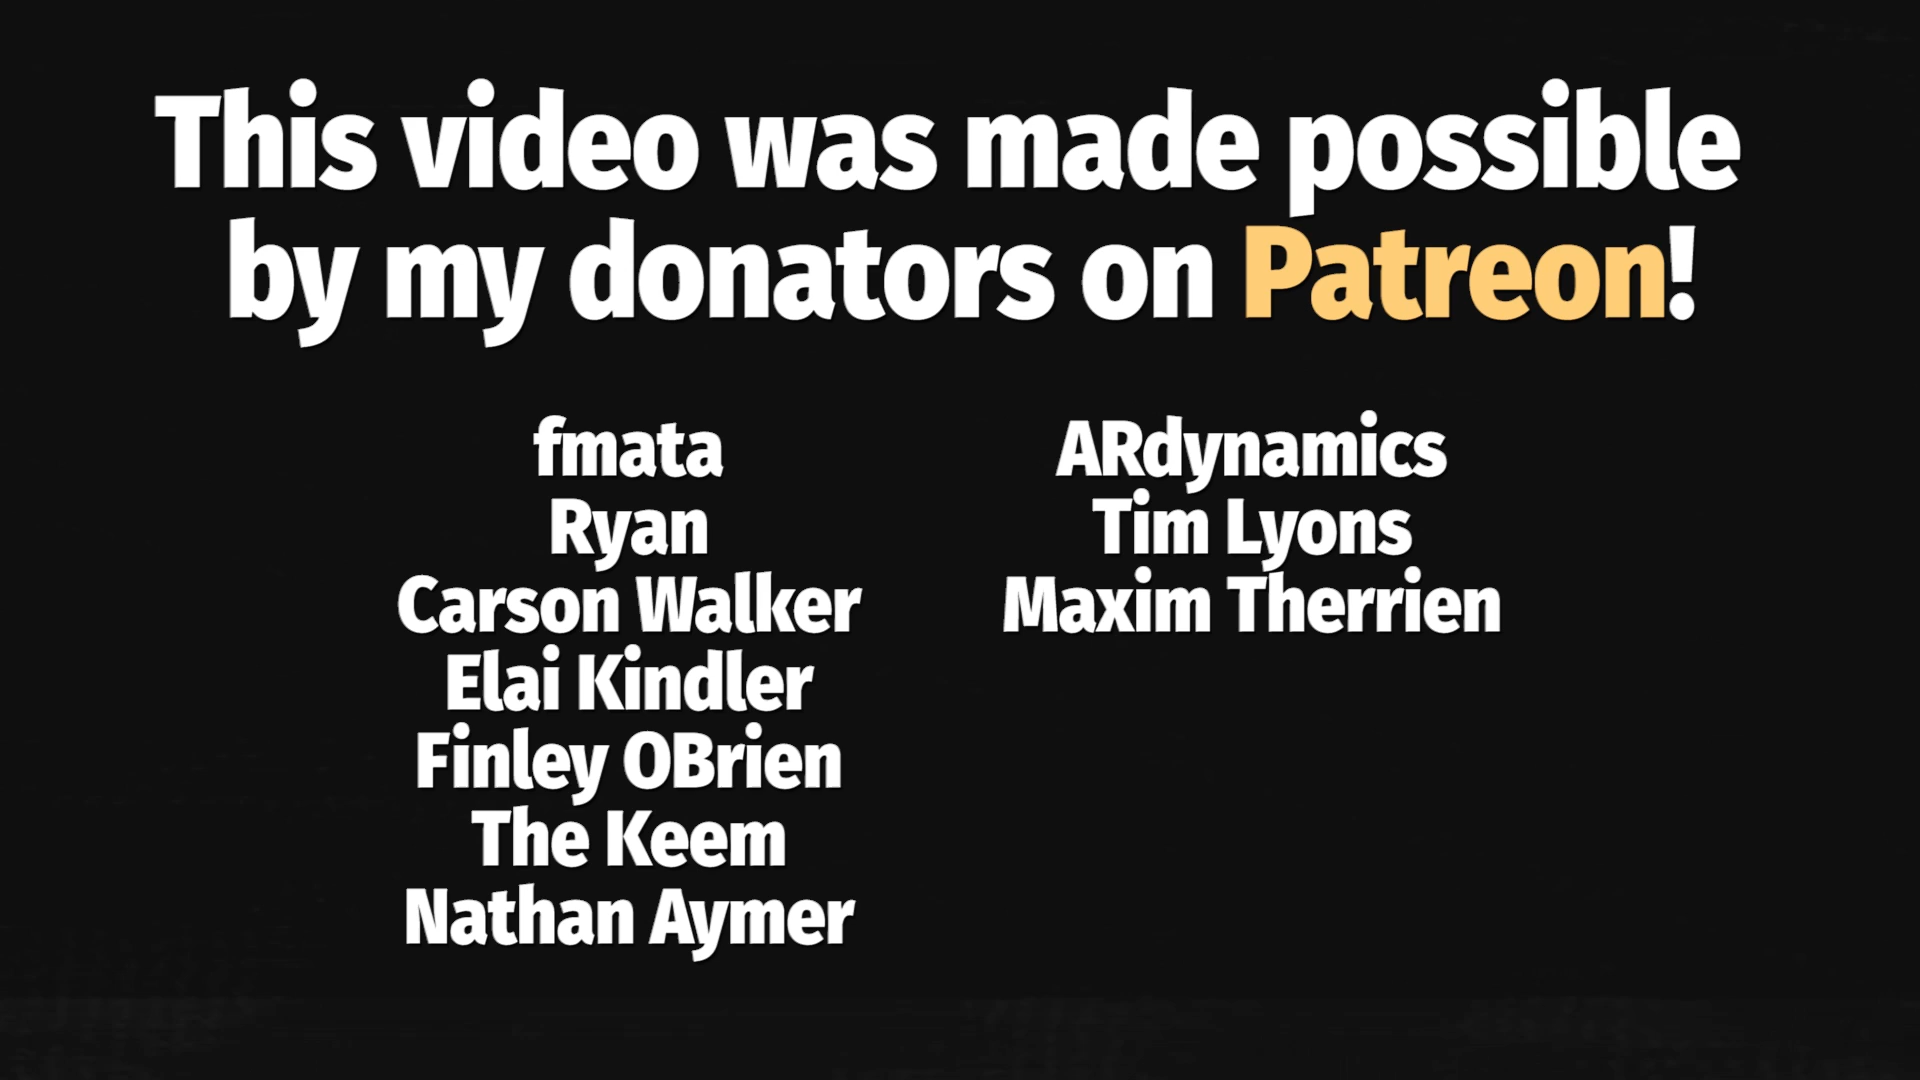 This video was made possible
by my donators on Patreon!
fmata
Ryan
Carson Walker
Elai Kindler
Finley OBrien
The Keem
Nathan Aymer
ARdynamics
Tim Lyons
Maxim Therrien